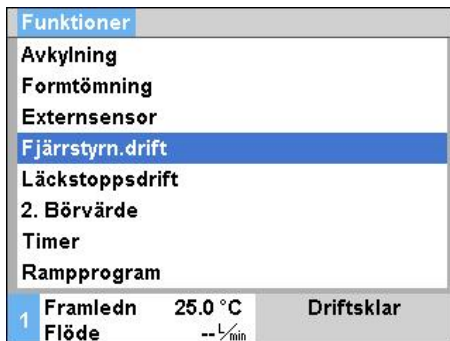 Funktioner
Avkylning
Formtömning
Externsensor
Fjärrstyrn.drift
Läckstoppsdrift
2. Börvärde
Timer
Rampprogram
1 Framledn 25.0 °C Driftsklar
Flöde -- L/min